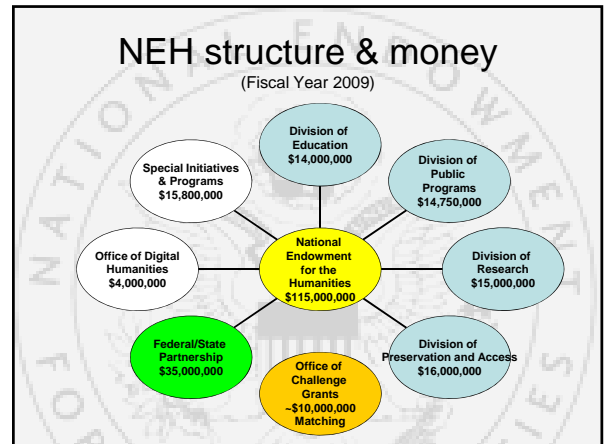 NEH structure & money
(Fiscal Year 2009)
Division of
Education
$14,000,000
Special Initiatives
& Programs
$15,800,000
Division of
Public
Programs
$14,750,000
Office of Digital
Humanities
$4,000,000
National
Endowment
for the
Humanities
$115,000,000
Division of
Research
$15,000,000
Federal/State
Partnership
$35,000,000
Office of
Challenge
Grants
~$10,000,000
Matching
Division of
Preservation and Access
$16,000,000
NATIONAL ENDOWMENT
FOR